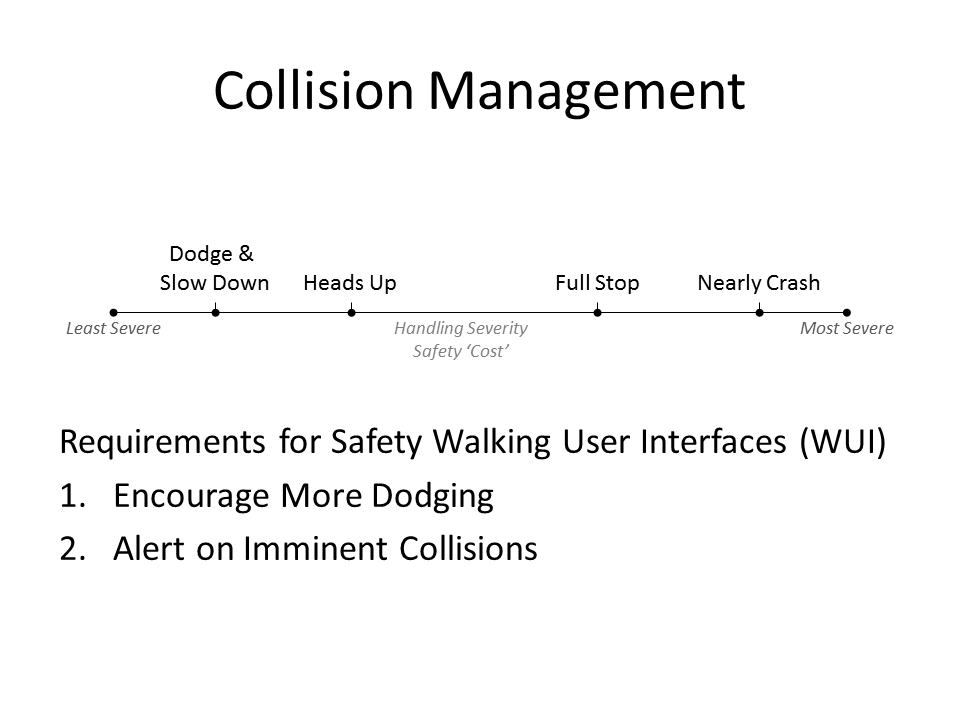 Collision Management
Dodge &
Slow Down
Heads Up
Full Stop
Nearly Crash
Least Severe
Handling Severity
Safety ‘Cost’
Most Severe
Requirements for Safety Walking User Interfaces (WUI)
1. Encourage More Dodging
2. Alert on Imminent Collisions